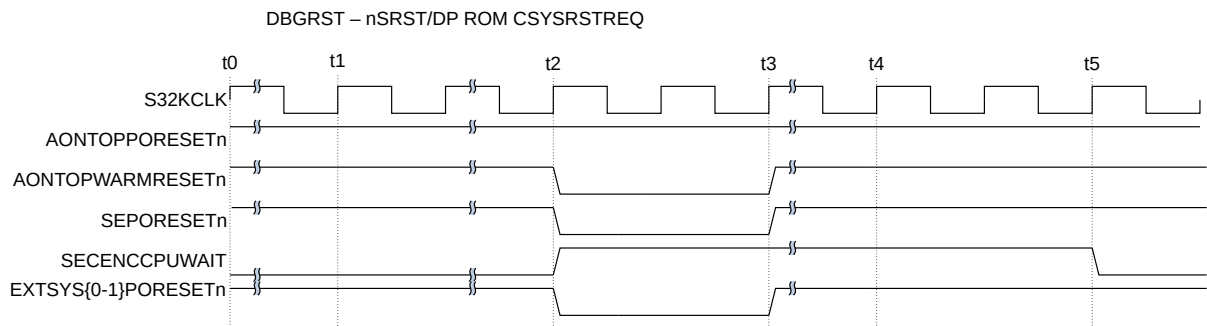 DBGRST – nSRST/DP ROM CSYSRSTREQ
t0 t1 t2 t3 t4 t5
S32KCLK
AONTOPPORESETn
AONTOPWARMRESETn
SEPORESETn
SECENCCPUWAIT
EXTSYS{0-1}PORESETn